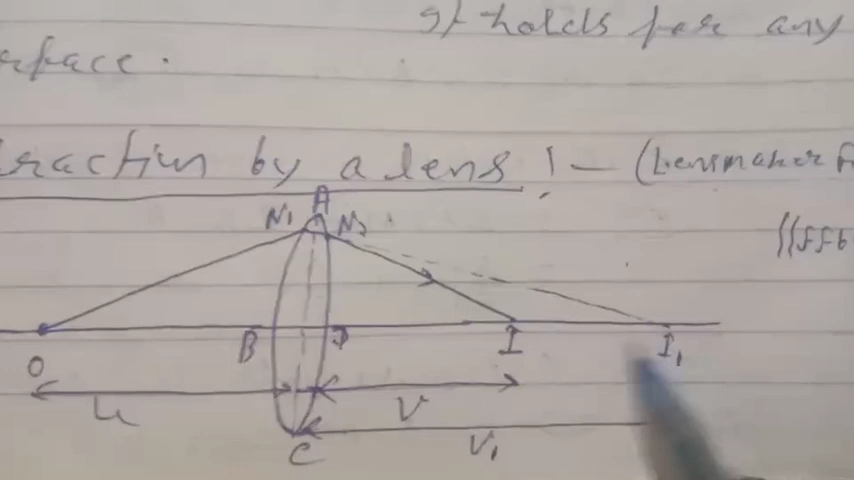 It holds for any
rface.
raction by a lens :- (Lensmaker f
A
N1 N2
B D I I1
O
u V
V1
C